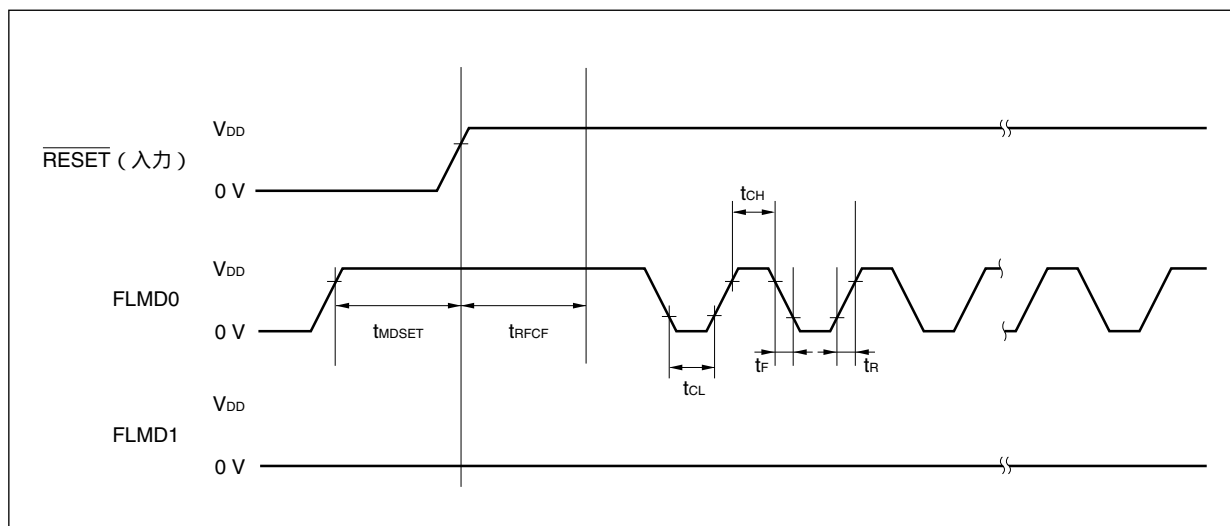 VDD
RESET（入力）
0 V
tCH
VDD
FLMD0
0 V
tMDSET
tRFCF
tCL
tF
tR
VDD
FLMD1
0 V